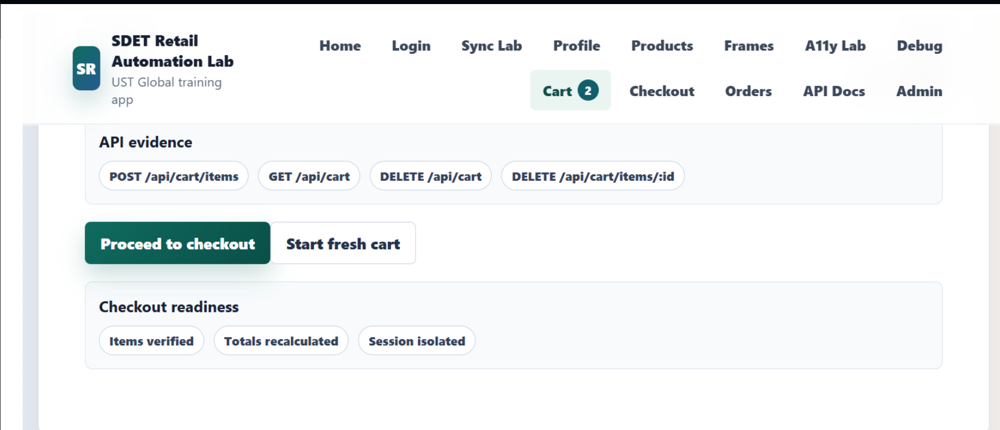 SR
SDET Retail
Automation Lab
UST Global training
app
Home Login Sync Lab Profile Products Frames A11y Lab Debug
Cart 2 Checkout Orders API Docs Admin
API evidence
POST /api/cart/items GET /api/cart DELETE /api/cart DELETE /api/cart/items/:id
Proceed to checkout Start fresh cart
Checkout readiness
Items verified Totals recalculated Session isolated